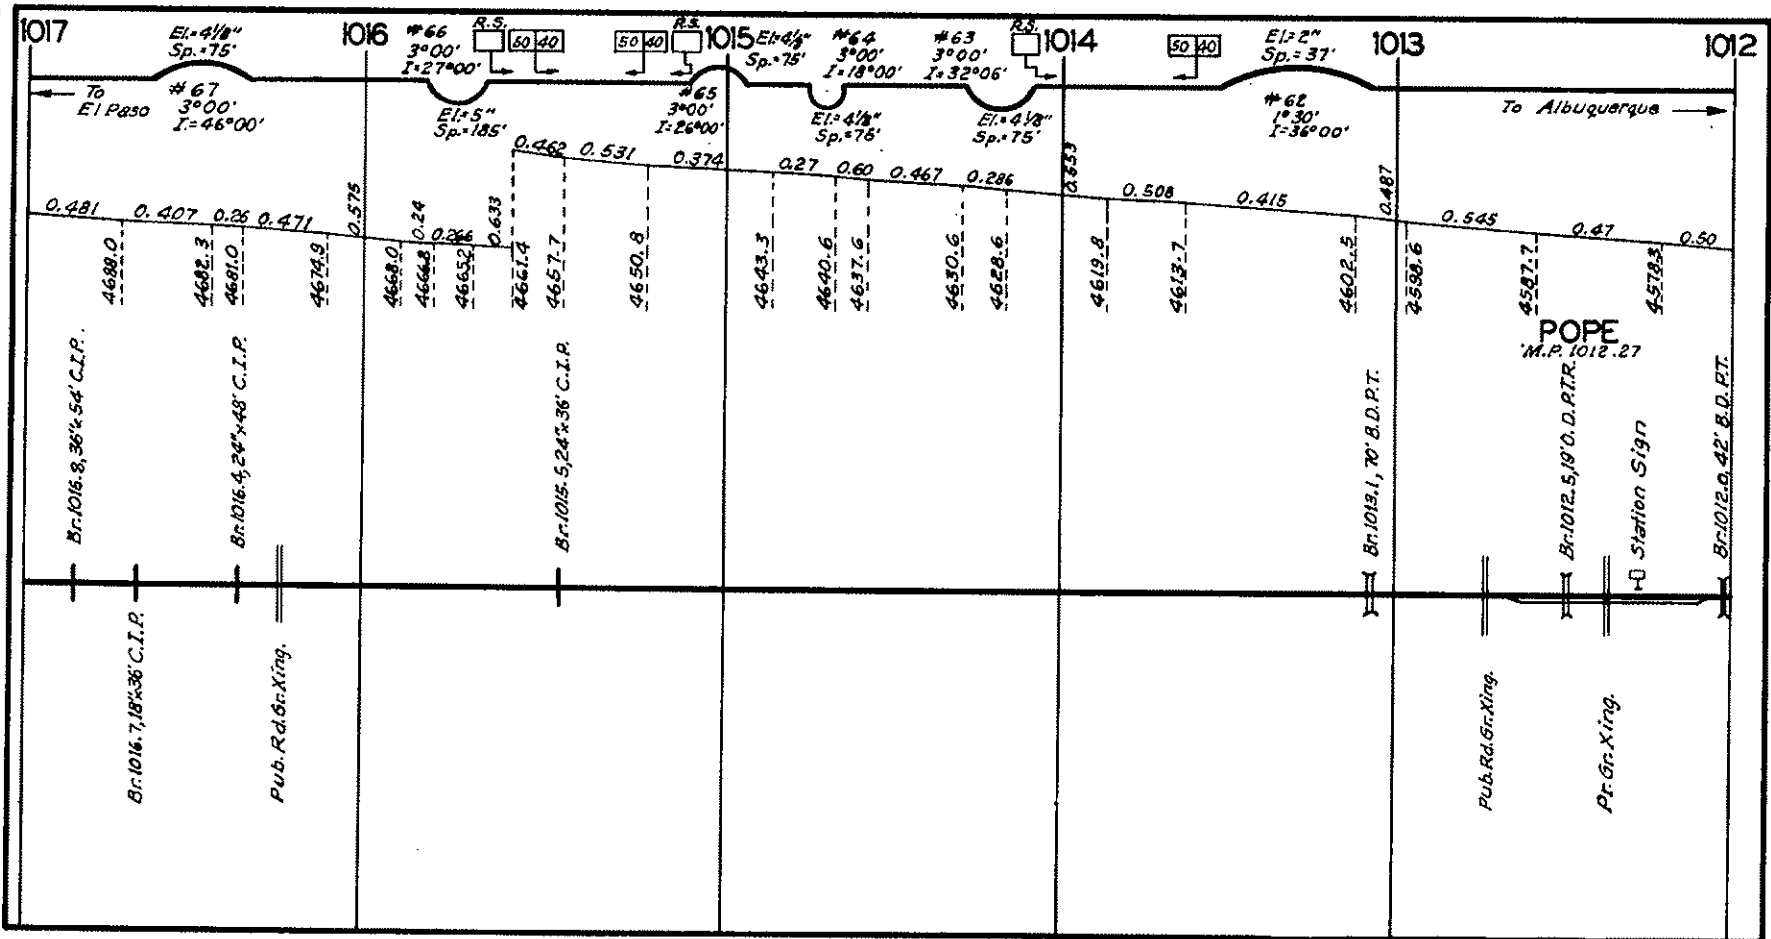 1017
El.=4⅛"
Sp.=75'
1016
#66
3°00'
I=27°00'
R.S.
50 40
50 40
R.S.
1015
El=4⅛"
Sp.=75'
#64
3°00'
I=18°00'
#63
3°00'
I=32°06'
R.S.
1014
50 40
El=2"
Sp.=37'
1013
1012
To
El Paso
#67
3°00'
I.=46°00'
El=5"
Sp.=185'
#65
3°00'
I=26°00'
El.=4⅛"
Sp.=76'
El.=4⅛"
Sp.=75'
#62
1°30'
I=36°00'
To Albuquerque
0.481
0.407
0.26
0.471
0.575
0.24
0.266
0.633
0.462
0.531
0.374
0.27
0.60
0.467
0.286
0.653
0.508
0.415
0.487
0.545
0.47
0.50
4688.0
4682.3
4681.0
4674.9
4668.0
4666.8
4665.2
4661.4
4657.7
4650.8
4643.3
4640.6
4637.6
4630.6
4628.6
4619.8
4613.7
4602.5
4598.6
4587.7
4578.3
POPE
M.P. 1012.27
Br.1016.8,36"x54' C.I.P.
Br.1016.4,24"x48' C.I.P.
Br.1015.5,24"x36' C.I.P.
Br.1013.1, 70' B.D.P.T.
Br.1012.5,19'O.D.P.T.R.
Station Sign
Br.1012.0,42' B.D.P.T.
Br.1016.7,18"x36' C.I.P.
Pub.Rd.Gr.Xing.
Pub.Rd.Gr.Xing.
Pr.Gr.Xing.